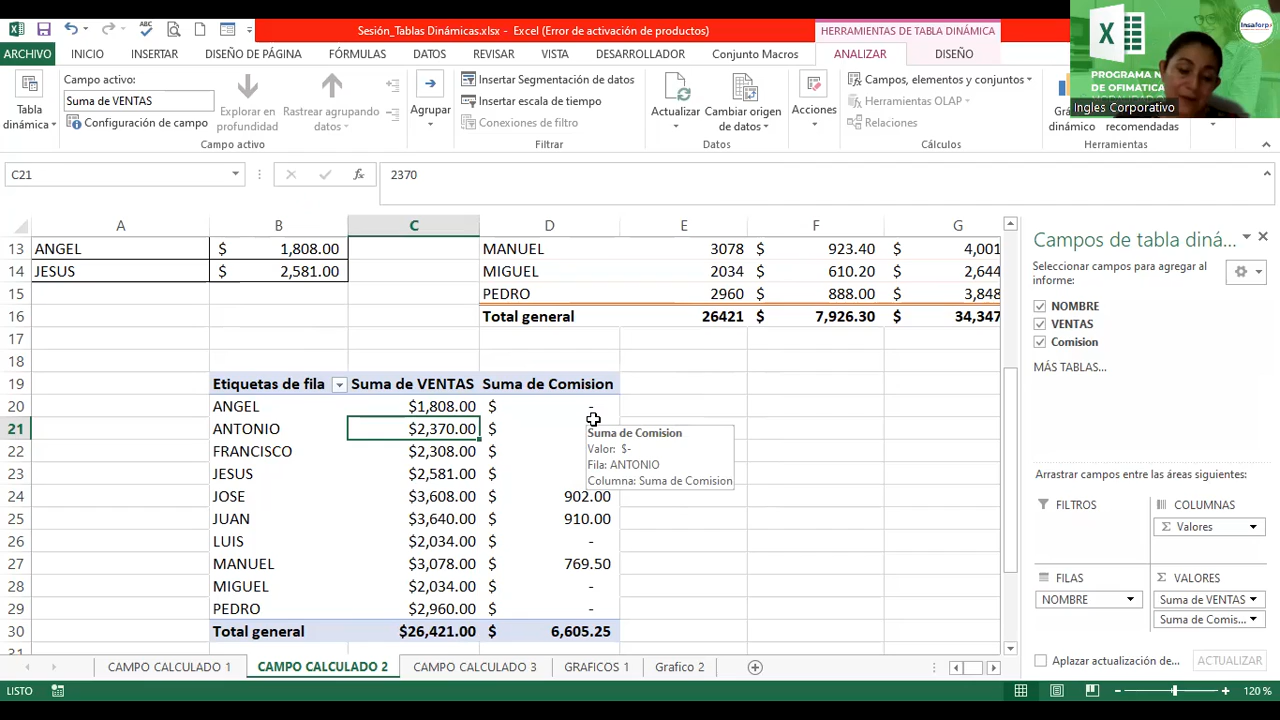 Sesión_Tablas Dinámicas.xlsx - Excel (Error de activación de productos)
HERRAMIENTAS DE TABLA DINÁMICA
ARCHIVO INICIO INSERTAR DISEÑO DE PÁGINA FÓRMULAS DATOS REVISAR VISTA DESARROLLADOR Conjunto Macros ANALIZAR DISEÑO
Insaforp
PROGRAMA N
DE OFIMATICA
Ingles Corporativo
Tabla dinámica
Campo activo:
Suma de VENTAS
Configuración de campo
Campo activo
Explorar en profundidad
Rastrear agrupando datos
Agrupar
Insertar Segmentación de datos
Insertar escala de tiempo
Conexiones de filtro
Filtrar
Actualizar
Cambiar origen de datos
Datos
Acciones
Campos, elementos y conjuntos
Herramientas OLAP
Relaciones
Cálculos
dinámico recomendadas
Herramientas
C21 fx 2370
A B C D E F G
13 ANGEL $ 1,808.00 MANUEL 3078 $ 923.40 $ 4,001
14 JESUS $ 2,581.00 MIGUEL 2034 $ 610.20 $ 2,644
15 PEDRO 2960 $ 888.00 $ 3,848
16 Total general 26421 $ 7,926.30 $ 34,347
17
18
19 Etiquetas de fila Suma de VENTAS Suma de Comision
20 ANGEL $1,808.00 $ -
21 ANTONIO $2,370.00 $
22 FRANCISCO $2,308.00 $
23 JESUS $2,581.00 $
24 JOSE $3,608.00 $ 902.00
25 JUAN $3,640.00 $ 910.00
26 LUIS $2,034.00 $ -
27 MANUEL $3,078.00 $ 769.50
28 MIGUEL $2,034.00 $ -
29 PEDRO $2,960.00 $ -
30 Total general $26,421.00 $ 6,605.25
Suma de Comision
Valor: $-
Fila: ANTONIO
Columna: Suma de Comision
Campos de tabla diná...
Seleccionar campos para agregar al
informe:
NOMBRE
VENTAS
Comision
MÁS TABLAS...
Arrastrar campos entre las áreas siguientes:
FILTROS
COLUMNAS
Σ Valores
FILAS
NOMBRE
Σ VALORES
Suma de VENTAS
Suma de Comis...
Aplazar actualización de...
ACTUALIZAR
CAMPO CALCULADO 1 CAMPO CALCULADO 2 CAMPO CALCULADO 3 GRAFICOS 1 Grafico 2
LISTO
120 %